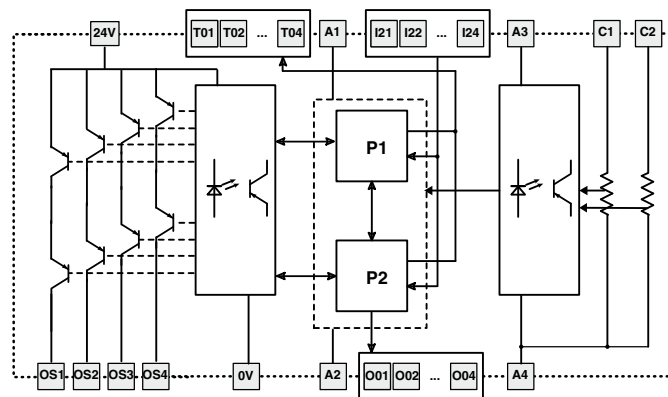 24V T01 T02 ... T04 A1 I21 I22 ... I24 A3 C1 C2
P1
P2
OS1 OS2 OS3 OS4 0V A2 O01 O02 ... O04 A4